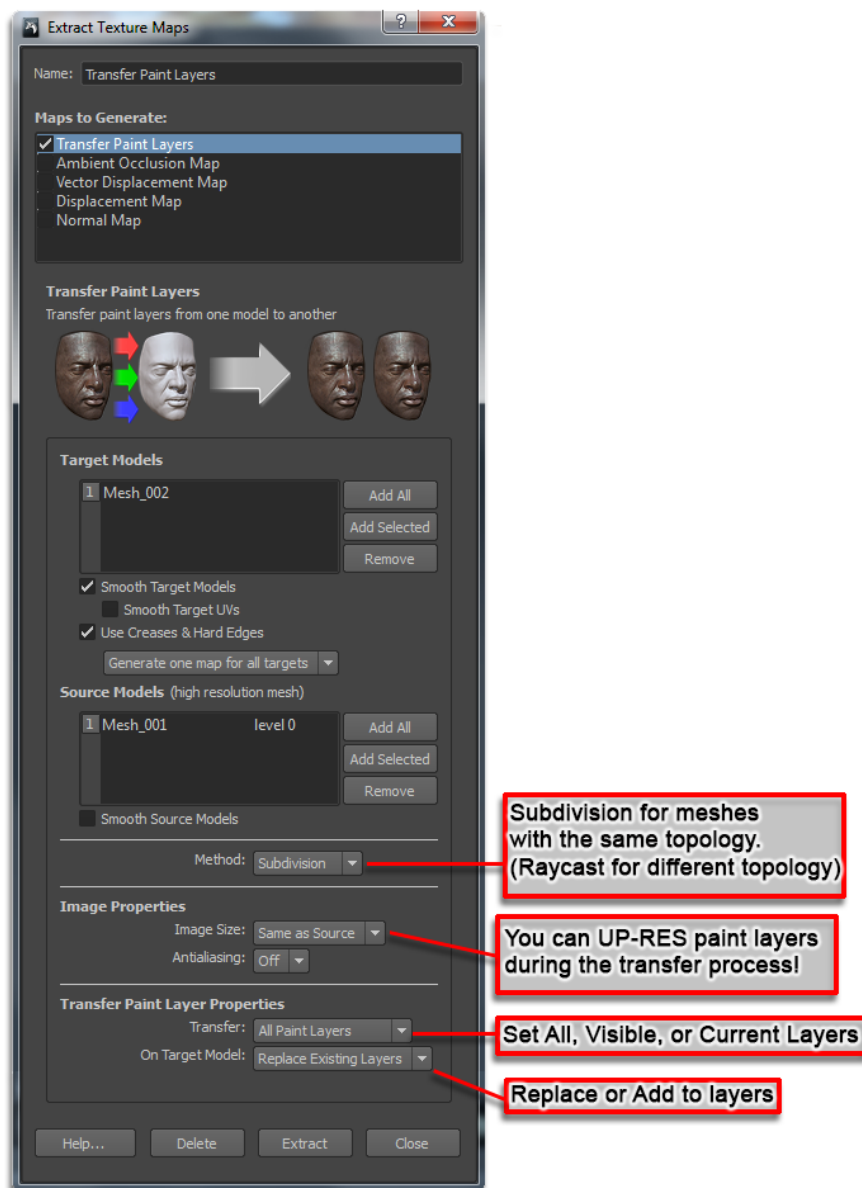 Extract Texture Maps
Name: Transfer Paint Layers
Maps to Generate:
Transfer Paint Layers
Ambient Occlusion Map
Vector Displacement Map
Displacement Map
Normal Map
Transfer Paint Layers
Transfer paint layers from one model to another
Target Models
1 Mesh_002
Add All
Add Selected
Remove
Smooth Target Models
Smooth Target UVs
Use Creases & Hard Edges
Generate one map for all targets
Source Models (high resolution mesh)
1 Mesh_001 level 0
Add All
Add Selected
Remove
Smooth Source Models
Method: Subdivision
Subdivision for meshes
with the same topology.
(Raycast for different topology)
Image Properties
Image Size: Same as Source
Antialiasing: Off
You can UP-RES paint layers
during the transfer process!
Transfer Paint Layer Properties
Transfer: All Paint Layers
Set All, Visible, or Current Layers
On Target Model: Replace Existing Layers
Replace or Add to layers
Help... Delete Extract Close